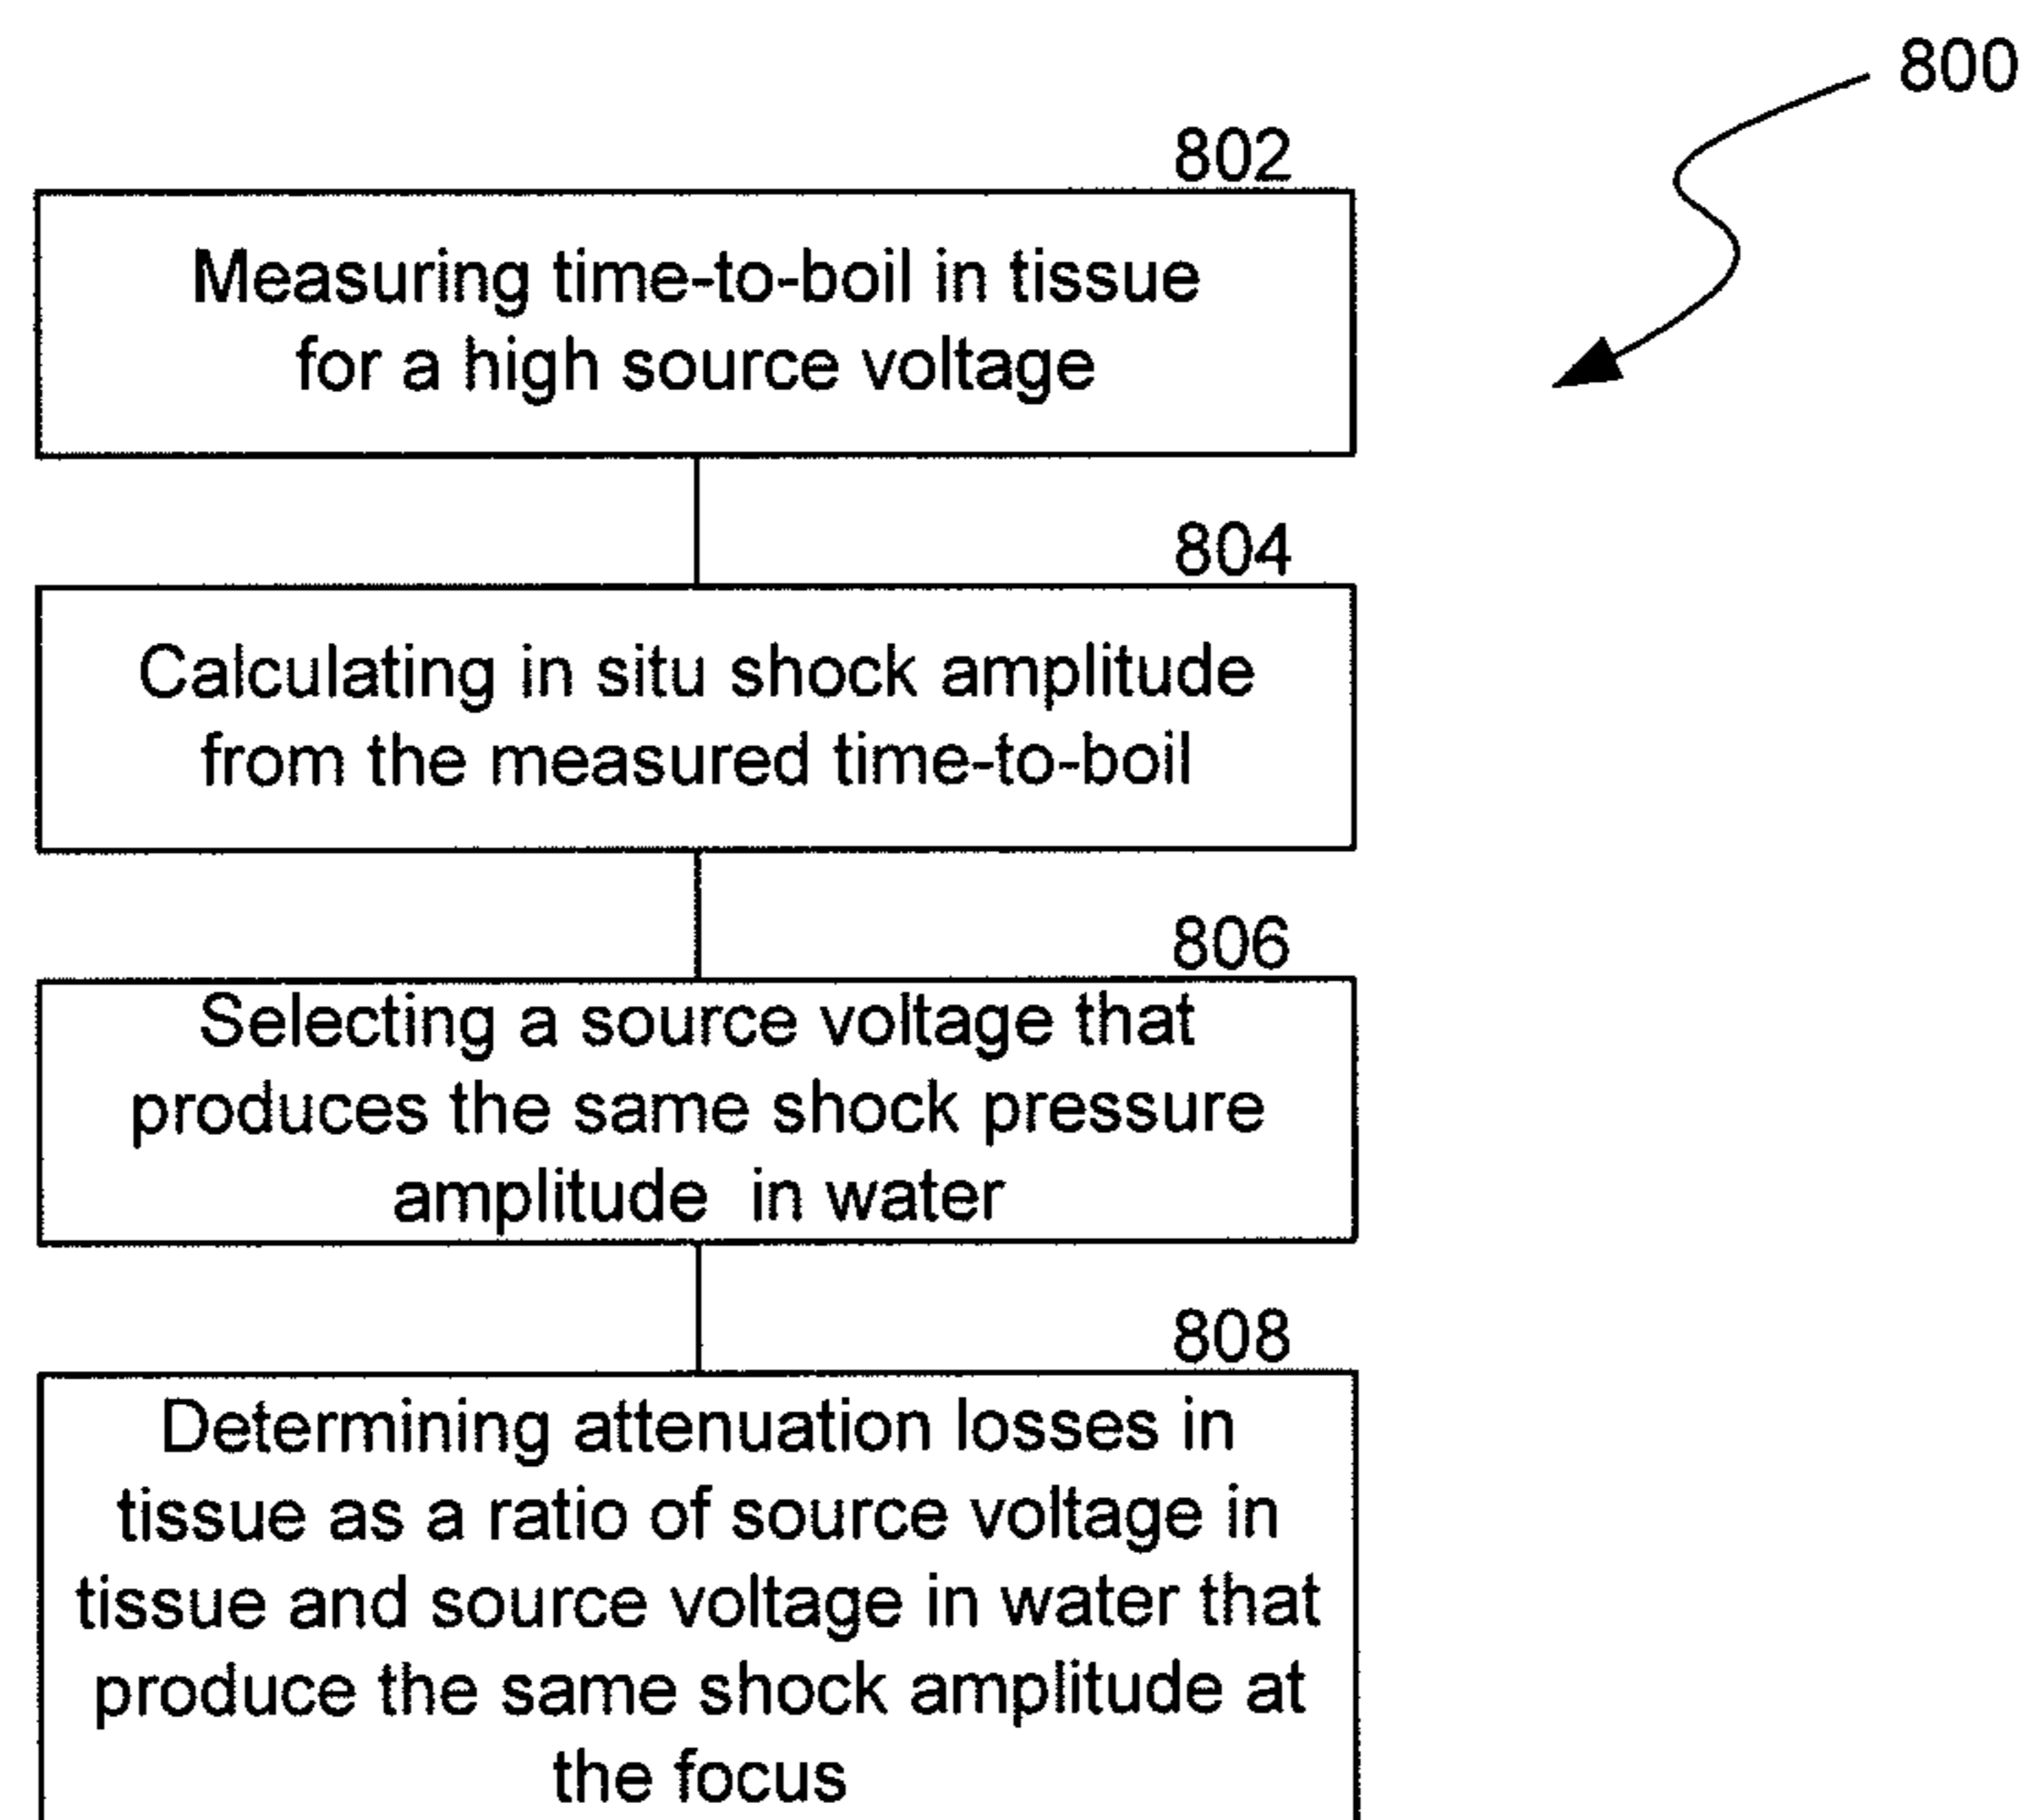 800
802
Measuring time-to-boil in tissue
for a high source voltage
804
Calculating in situ shock amplitude
from the measured time-to-boil
806
Selecting a source voltage that
produces the same shock pressure
amplitude in water
808
Determining attenuation losses in
tissue as a ratio of source voltage in
tissue and source voltage in water that
produce the same shock amplitude at
the focus